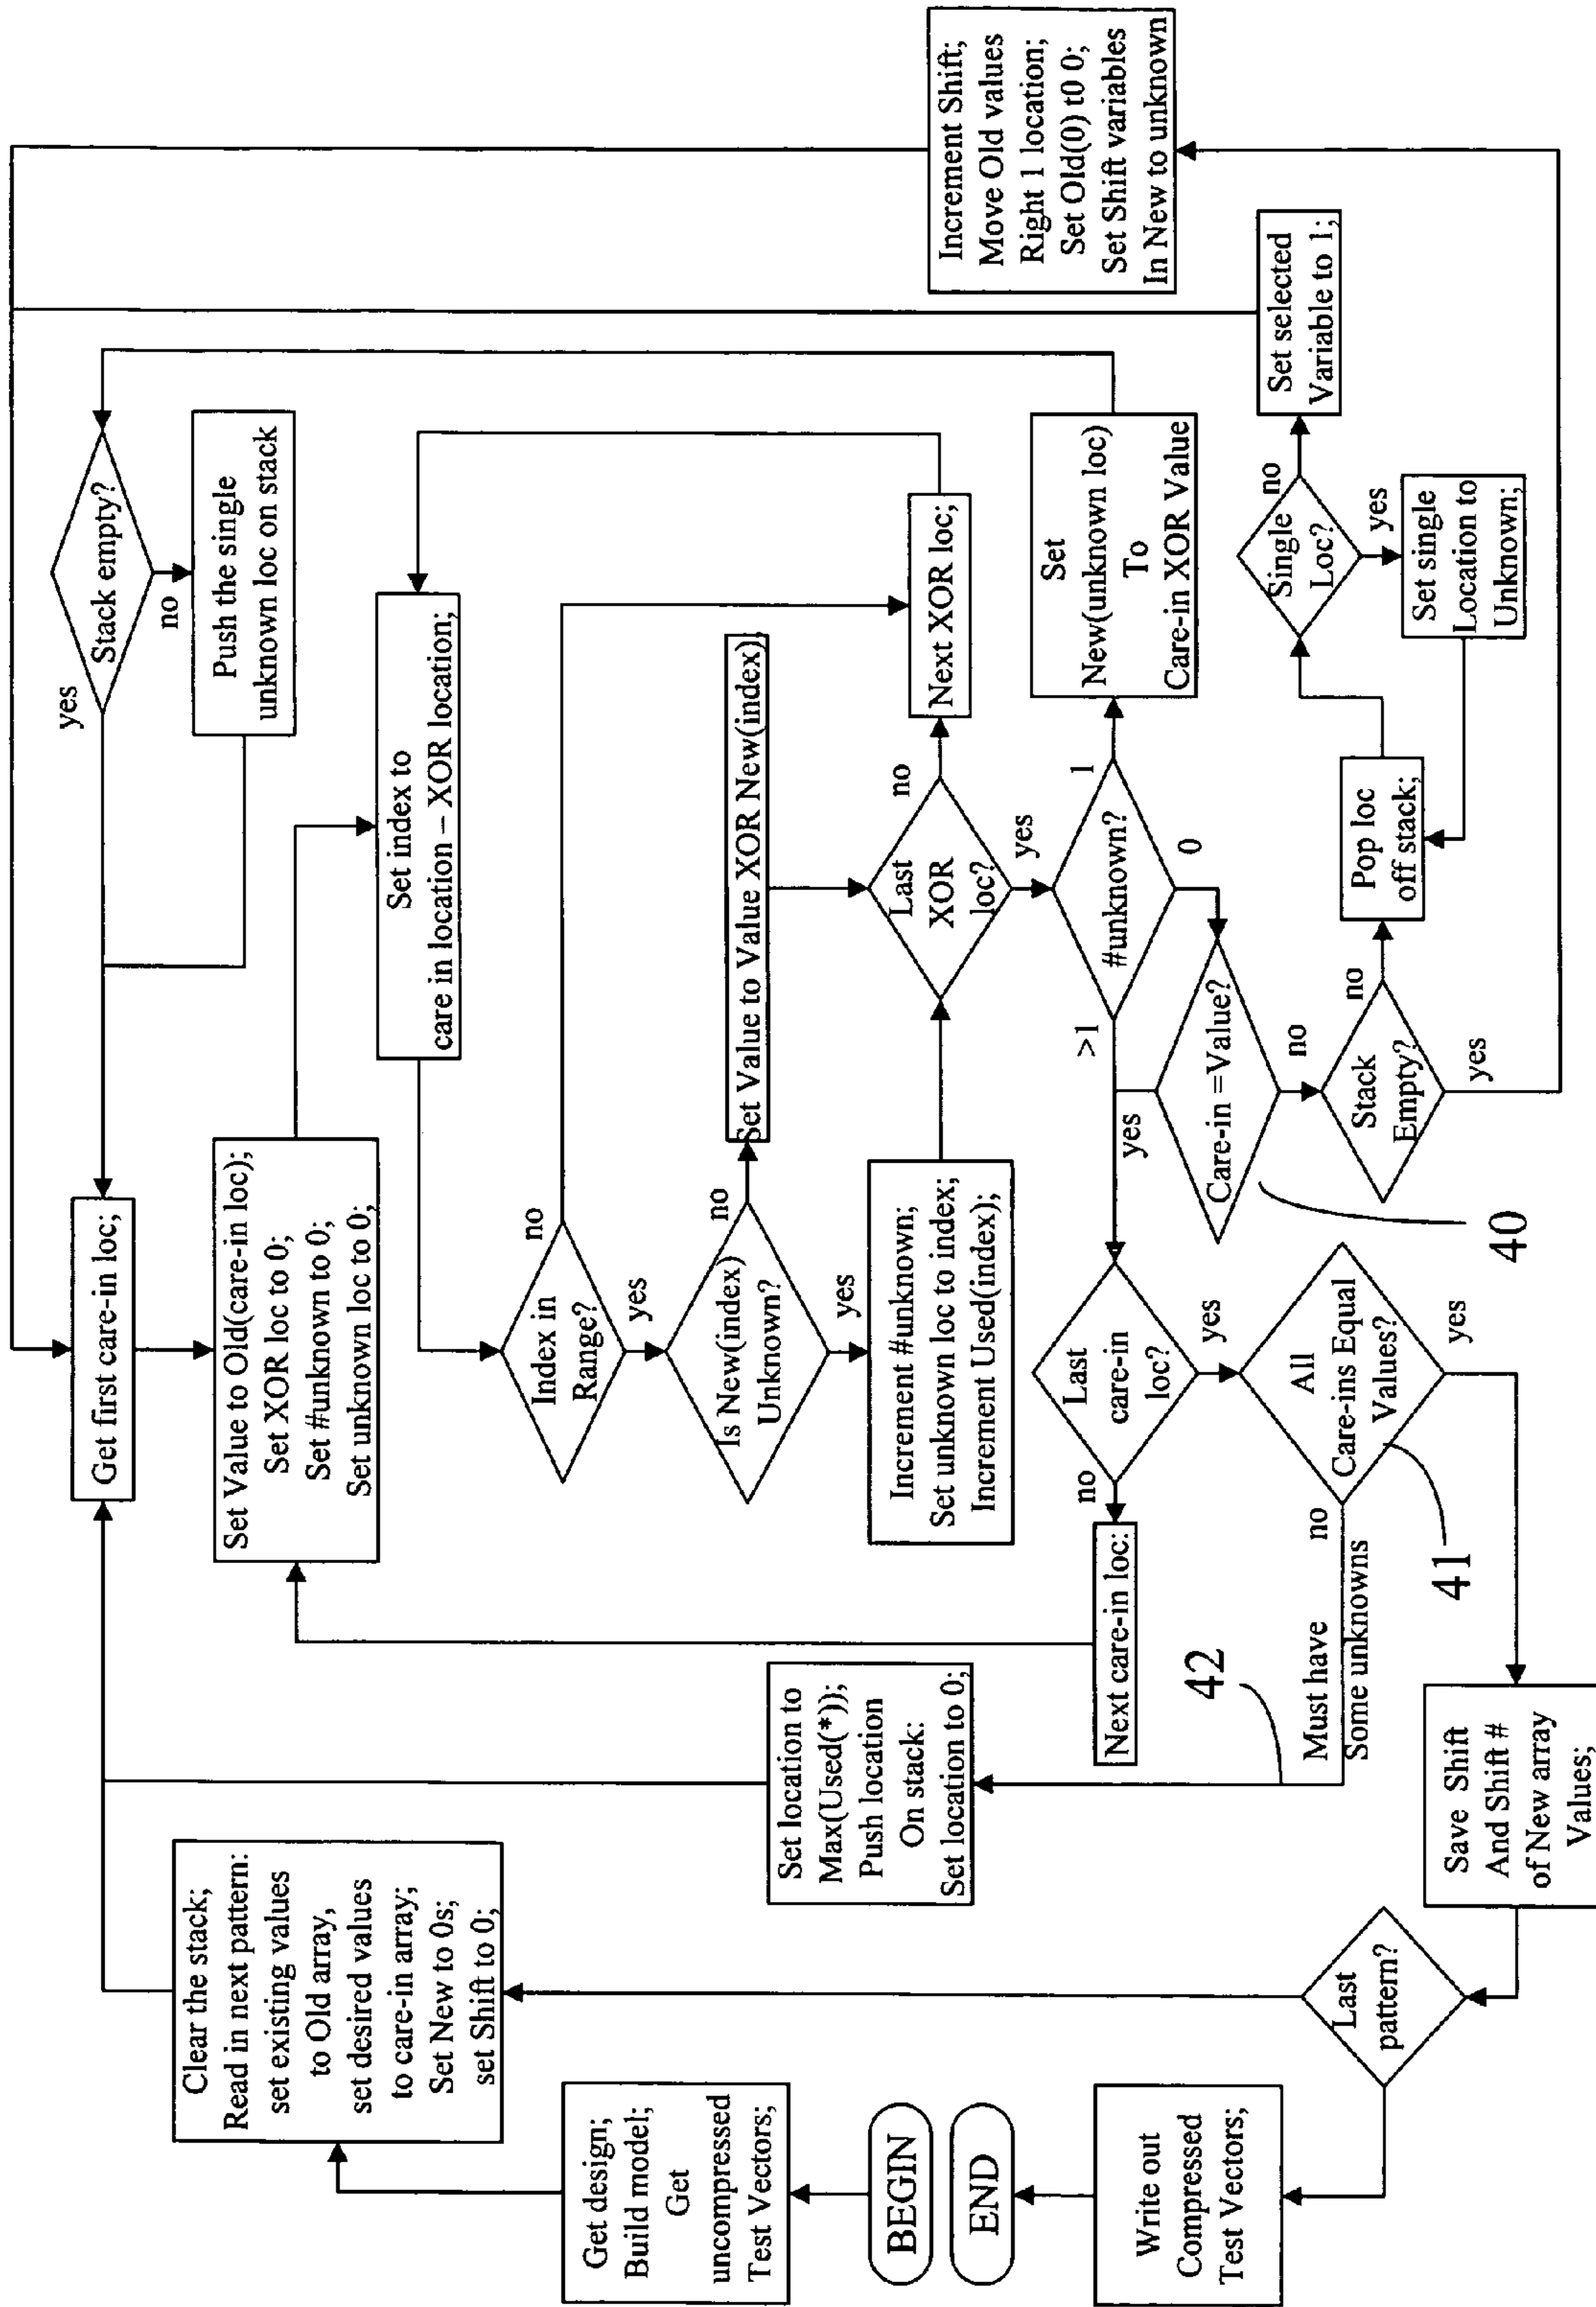 BEGIN
Get design;
Build model;
Get
uncompressed
Test Vectors;
Clear the stack;
Read in next pattern:
set existing values
to Old array,
set desired values
to care-in array;
Set New to 0s;
set Shift to 0;
Get first care-in loc;
Set Value to Old(care-in loc);
Set XOR loc to 0;
Set #unknown to 0;
Set unknown loc to 0;
Set index to
care in location – XOR location;
Index in
Range?
no
yes
Is New(index)
Unknown?
no
yes
Set Value to Value XOR New(index);
Increment #unknown;
Set unknown loc to index;
Increment Used(index);
Last
XOR
loc?
no
yes
Next XOR loc;
#unknown?
>1
1
0
Set
New(unknown loc)
To
Care-in XOR Value
Stack empty?
yes
no
Push the single
unknown loc on stack
Care-in =Value?
yes
no
40
Stack
Empty?
no
yes
Pop loc
off stack;
Single
Loc?
no
yes
Set selected
Variable to 1;
Set single
Location to
Unknown;
Increment Shift;
Move Old values
Right 1 location;
Set Old(0) t0 0;
Set Shift variables
In New to unknown
Last
care-in
loc?
no
yes
Next care-in loc:
All
Care-ins Equal
Values?
no
yes
41
Must have
Some unknowns
42
Set location to
Max(Used(*));
Push location
On stack:
Set location to 0;
Save Shift
And Shift #
of New array
Values;
Last
pattern?
Write out
Compressed
Test Vectors;
END